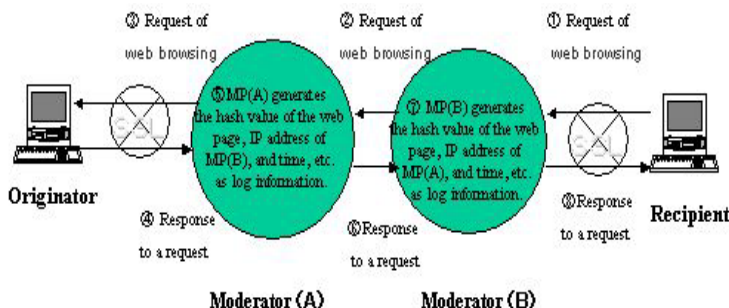 ③ Request of
web browsing
② Request of
web browsing
① Request of
web browsing
⑤MP(A) generates
the hash value of the web
page, IP address of
MP(B), and time, etc.
as log information.
⑦ MP(B) generates
the hash value of the web
page, IP address of
MP(A), and time, etc.
as log information.
SSL
SSL
Originator
④ Response
to a request
⑥Response
to a request
⑧Response
to a request
Recipient
Moderator (A)
Moderator (B)